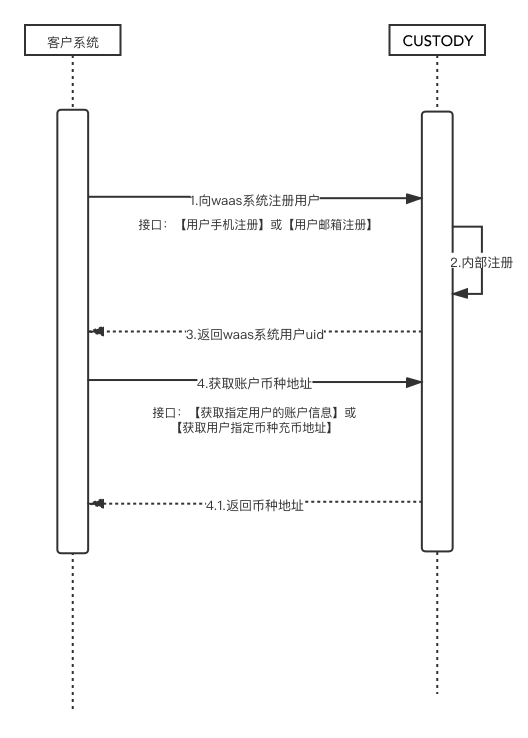 客户系统
CUSTODY
1.向waas系统注册用户
接口：【用户手机注册】或【用户邮箱注册】
2.内部注册
3.返回waas系统用户uid
4.获取账户币种地址
接口：【获取指定用户的账户信息】或
【获取用户指定币种充币地址】
4.1.返回币种地址